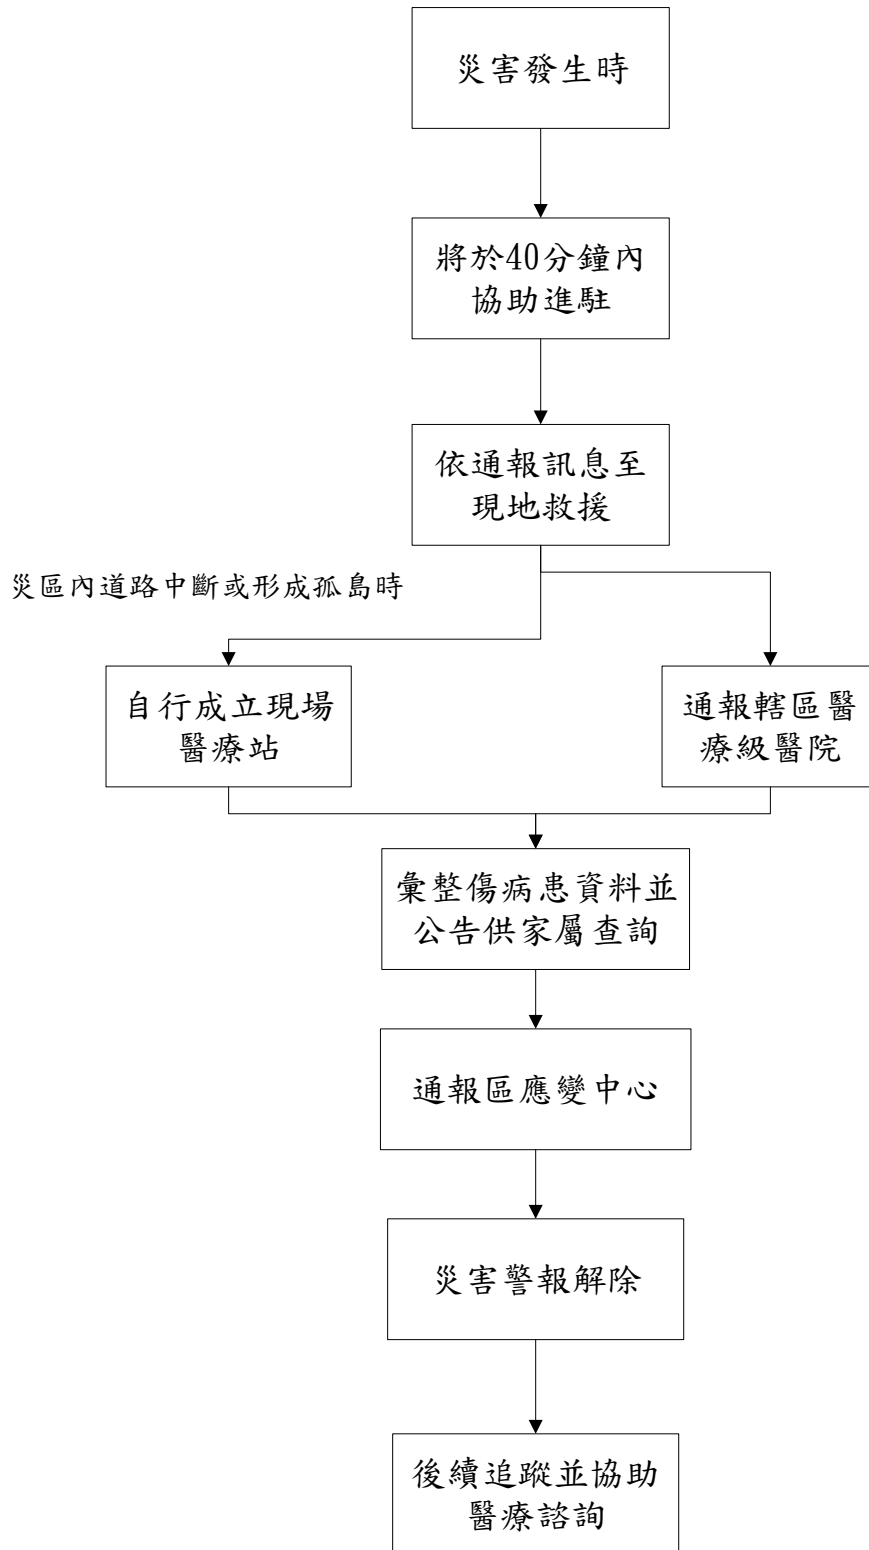 災害發生時
將於40分鐘內
協助進駐
依通報訊息至
現地救援
災區內道路中斷或形成孤島時
自行成立現場
醫療站
通報轄區醫
療級醫院
彙整傷病患資料並
公告供家屬查詢
通報區應變中心
災害警報解除
後續追蹤並協助
醫療諮詢